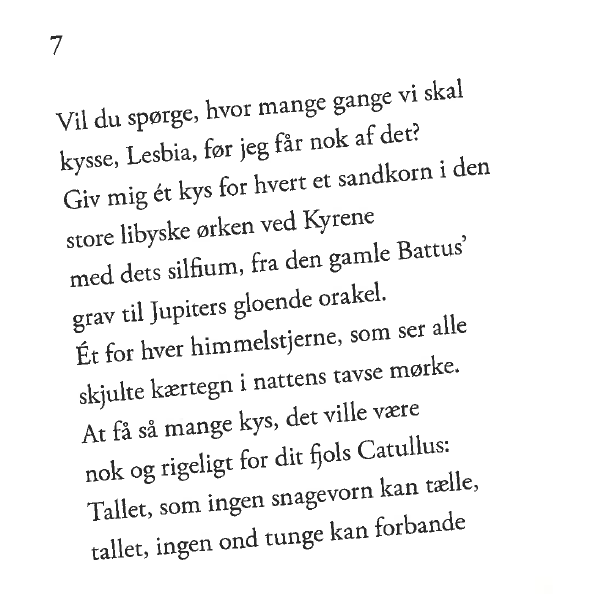 7
Vil du spørge, hvor mange gange vi skal
kysse, Lesbia, før jeg får nok af det?
Giv mig ét kys for hvert et sandkorn i den
store libyske ørken ved Kyrene
med dets silfium, fra den gamle Battus’
grav til Jupiters gloende orakel.
Ét for hver himmelstjerne, som ser alle
skjulte kærtegn i nattens tavse mørke.
At få så mange kys, det ville være
nok og rigeligt for dit fjols Catullus:
Tallet, som ingen snagevorn kan tælle,
tallet, ingen ond tunge kan forbande